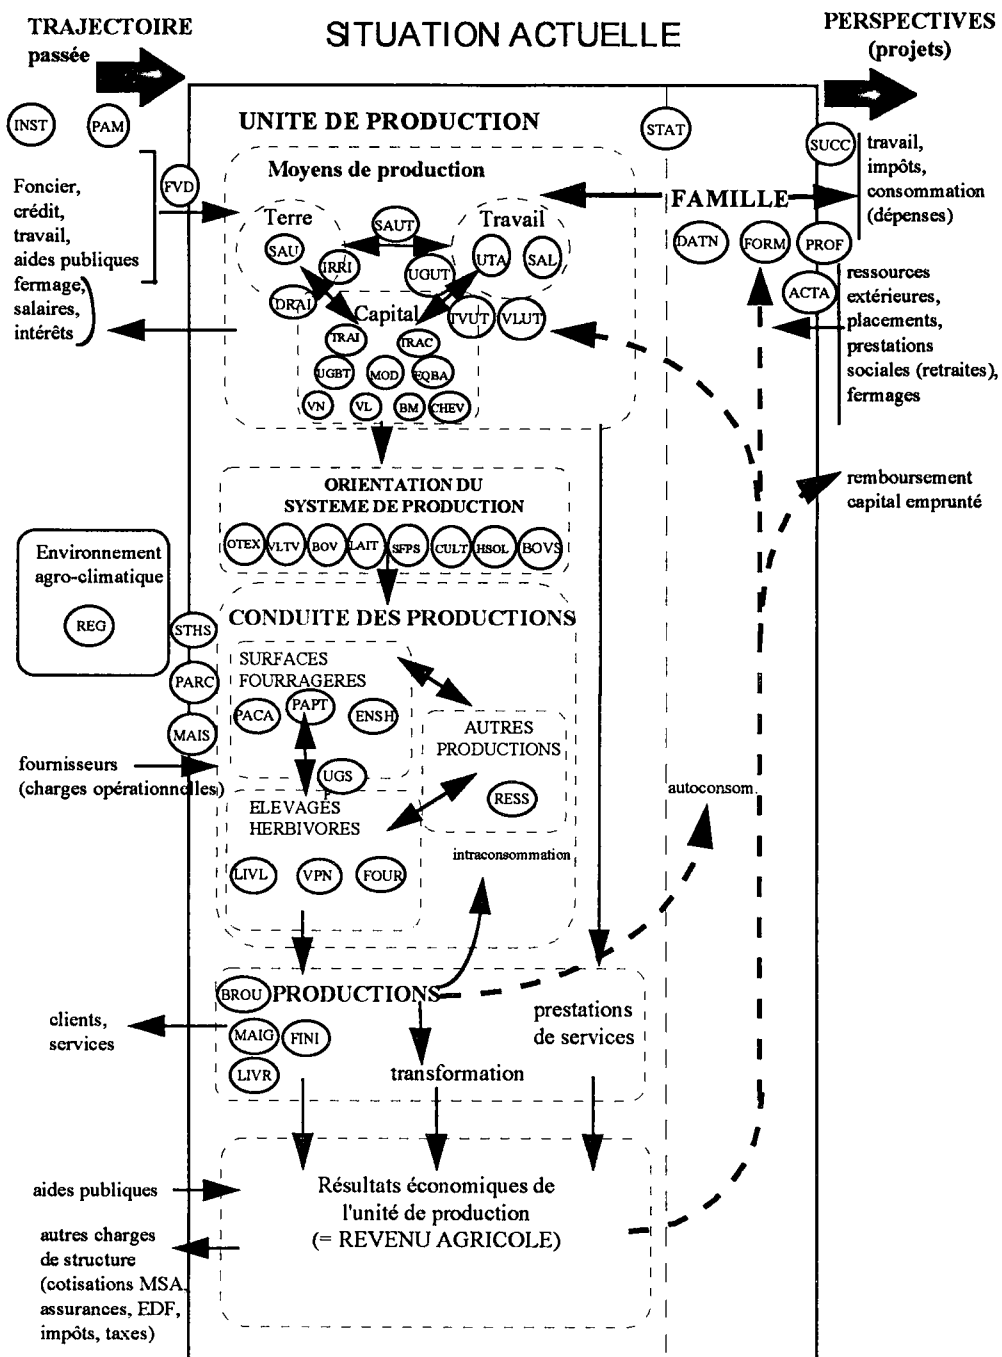 TRAJECTOIRE
passée
SITUATION ACTUELLE
PERSPECTIVES
(projets)
INST
PAM
UNITE DE PRODUCTION
STAT
SUCC
travail,
impôts,
consommation
(dépenses)
Moyens de production
FVD
Foncier,
crédit,
travail,
aides publiques
fermage,
salaires,
intérêts
Terre
SAUT
Travail
FAMILLE
SAU
IRRI
UGUT
UTA
SAL
DATN
FORM
PROF
DRAI
Capital
TVUT
VLUT
ACTA
ressources
extérieures,
placements,
prestations
sociales (retraites),
fermages
TRAI
TRAC
UGBT
MOD
EQBA
VN
VL
BM
CHEV
ORIENTATION DU
SYSTEME DE PRODUCTION
remboursement
capital emprunté
OTEX
VLTV
BOV
LAIT
SFPS
CULT
HSOL
BOVS
Environnement
agro-climatique
REG
CONDUITE DES PRODUCTIONS
STHS
PARC
MAIS
SURFACES
FOURRAGERES
PACA
PAPT
ENSH
AUTRES
PRODUCTIONS
RESS
fournisseurs
(charges opérationnelles)
UGS
P
ELEVAGES
HERBIVORES
autoconsom.
LIVL
VPN
FOUR
intraconsommation
BROU
PRODUCTIONS
prestations
de services
clients,
services
MAIG
FINI
LIVR
transformation
aides publiques
Résultats économiques de
l'unité de production
(= REVENU AGRICOLE)
autres charges
de structure
(cotisations MSA,
assurances, EDF,
impôts, taxes)